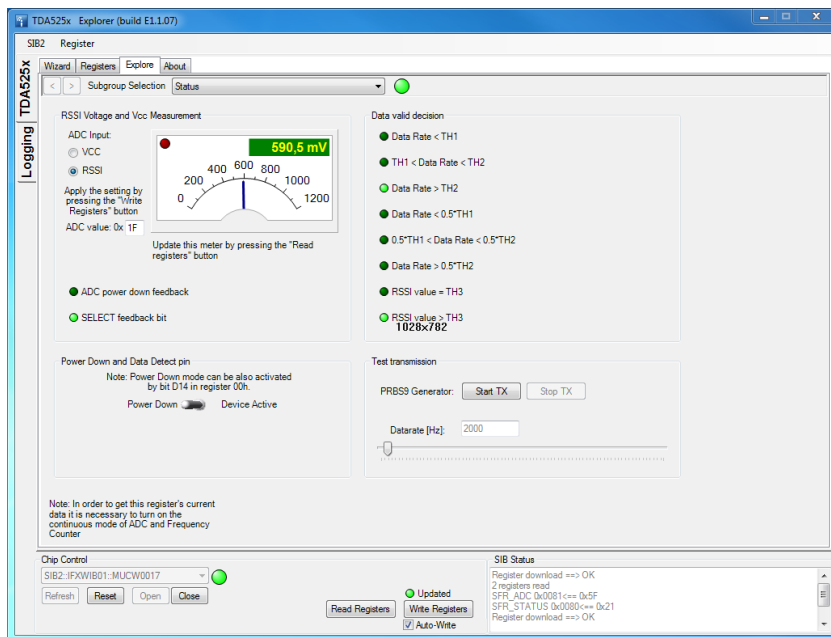 TDA525x Explorer (build E1.1.07)
SIB2 Register
TDA525x
Logging
Wizard Registers Explore About
< > Subgroup Selection Status
RSSI Voltage and Vcc Measurement
ADC Input:
VCC
RSSI
Apply the setting by
pressing the "Write
Registers" button
ADC value: 0x 1F
590,5 mV
0 200 400 600 800 1000 1200
Update this meter by pressing the "Read
registers" button
ADC power down feedback
SELECT feedback bit
Data valid decision
Data Rate < TH1
TH1 < Data Rate < TH2
Data Rate > TH2
Data Rate < 0.5*TH1
0.5*TH1 < Data Rate < 0.5*TH2
Data Rate > 0.5*TH2
RSSI value = TH3
RSSI value > TH3
1028x782
Power Down and Data Detect pin
Note: Power Down mode can be also activated
by bit D14 in register 00h.
Power Down Device Active
Test transmission
PRBS9 Generator: Start TX Stop TX
Datarate [Hz]: 2000
Note: In order to get this register's current
data it is necessary to turn on the
continuous mode of ADC and Frequency
Counter
Chip Control
SIB2::IFXWIB01::MUCW0017
Refresh Reset Open Close
Updated
Read Registers Write Registers
Auto-Write
SIB Status
Register download ==> OK
2 registers read
SFR_ADC 0x0081<== 0x5F
SFR_STATUS 0x0080<== 0x21
Register download ==> OK